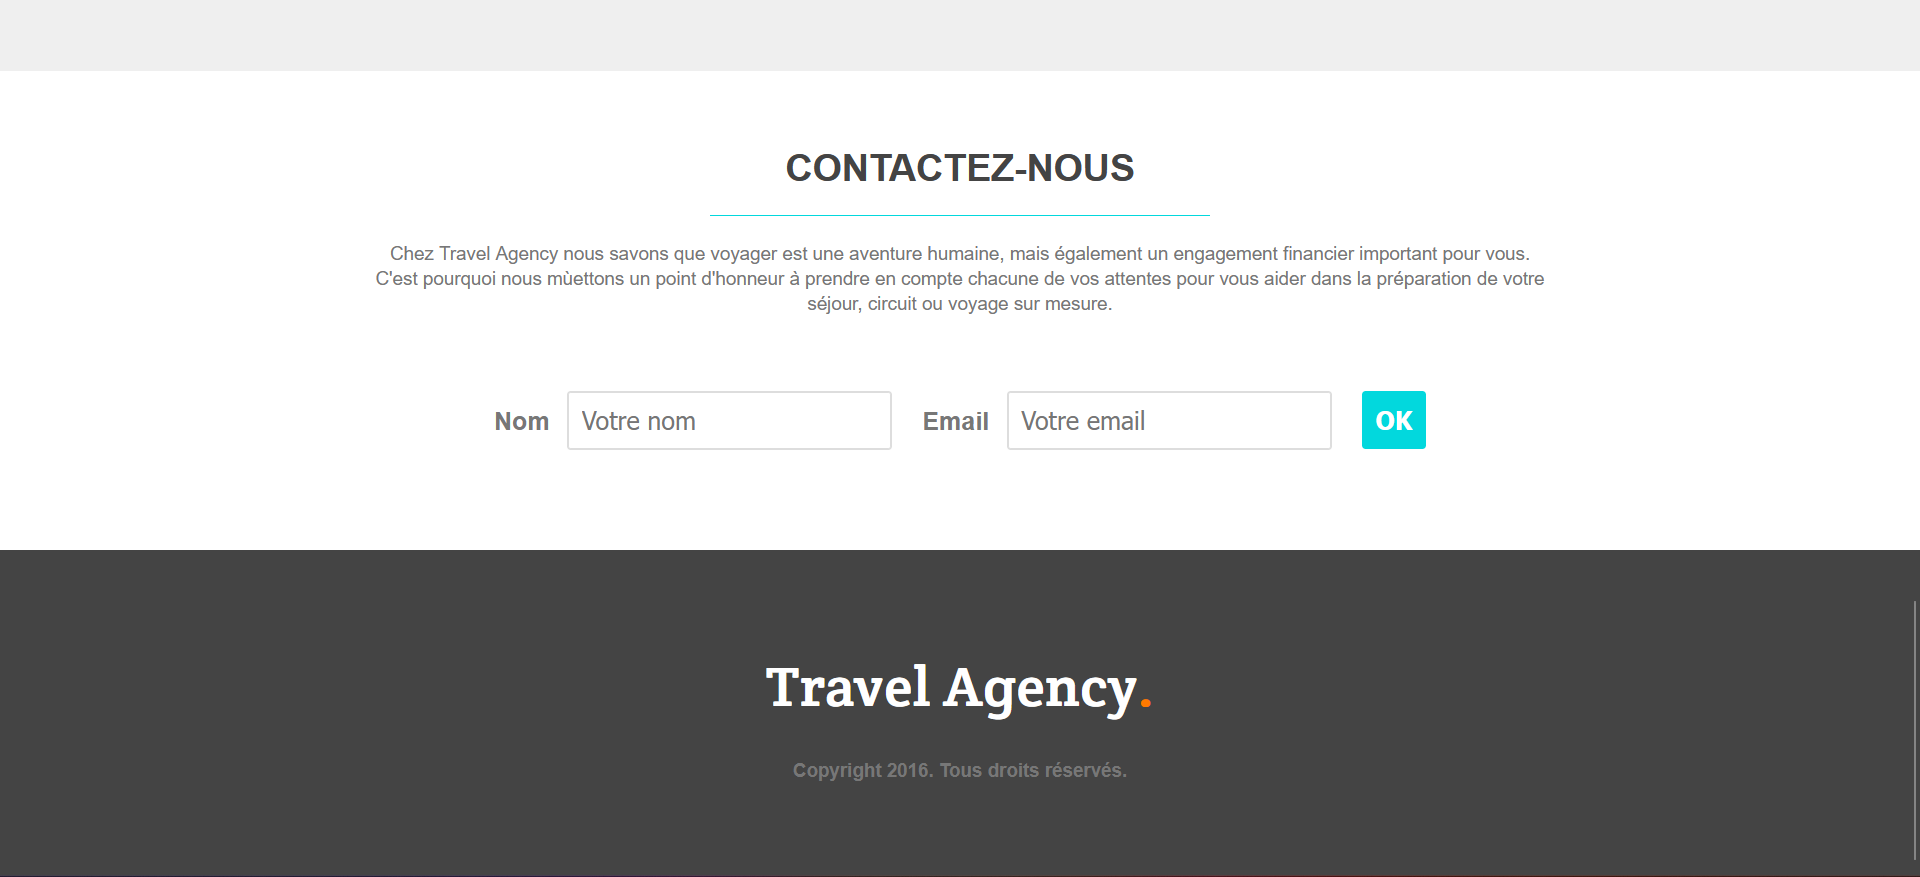 CONTACTEZ-NOUS
Chez Travel Agency nous savons que voyager est une aventure humaine, mais également un engagement financier important pour vous.
C'est pourquoi nous mùettons un point d'honneur à prendre en compte chacune de vos attentes pour vous aider dans la préparation de votre
séjour, circuit ou voyage sur mesure.
Nom Votre nom Email Votre email OK
Travel Agency.
Copyright 2016. Tous droits réservés.